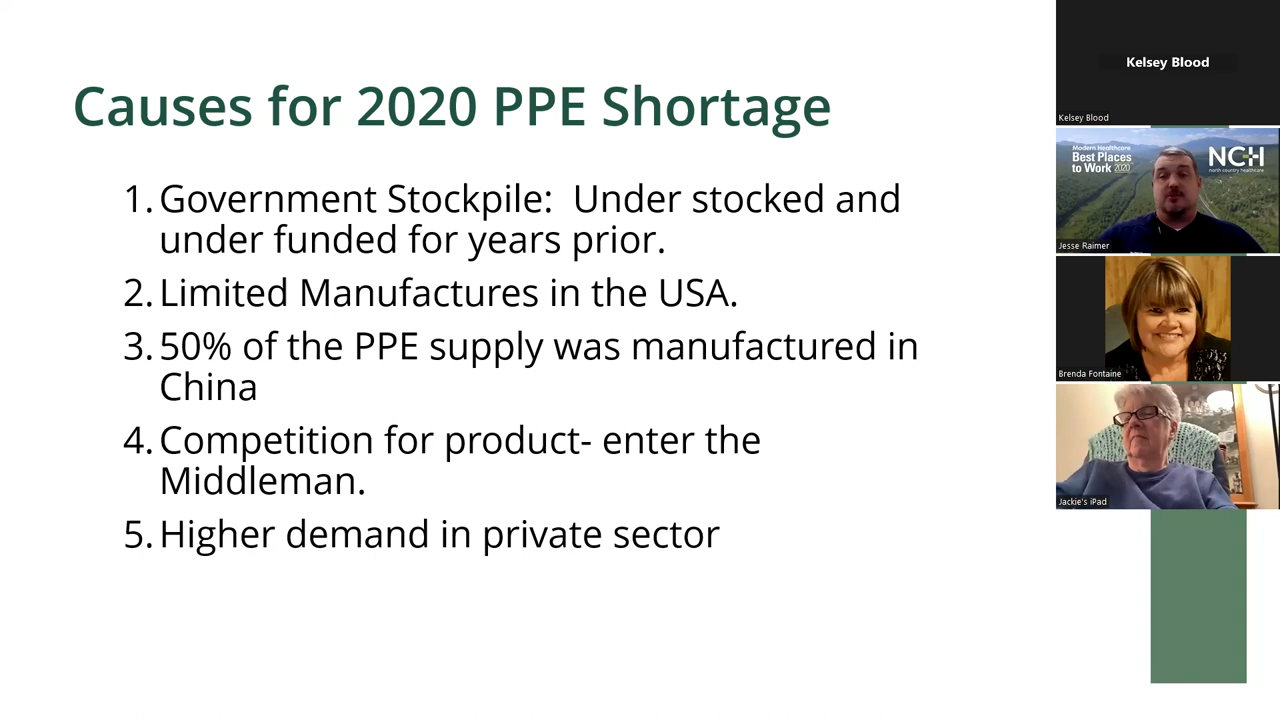 Causes for 2020 PPE Shortage
1. Government Stockpile:  Under stocked and
under funded for years prior.
2. Limited Manufactures in the USA.
3. 50% of the PPE supply was manufactured in
China
4. Competition for product- enter the
Middleman.
5. Higher demand in private sector
Kelsey Blood
Kelsey Blood
Modern Healthcare
Best Places
to Work 2020
NCH
north country healthcare
Jesse Raimer
Brenda Fontaine
Jackie's iPad